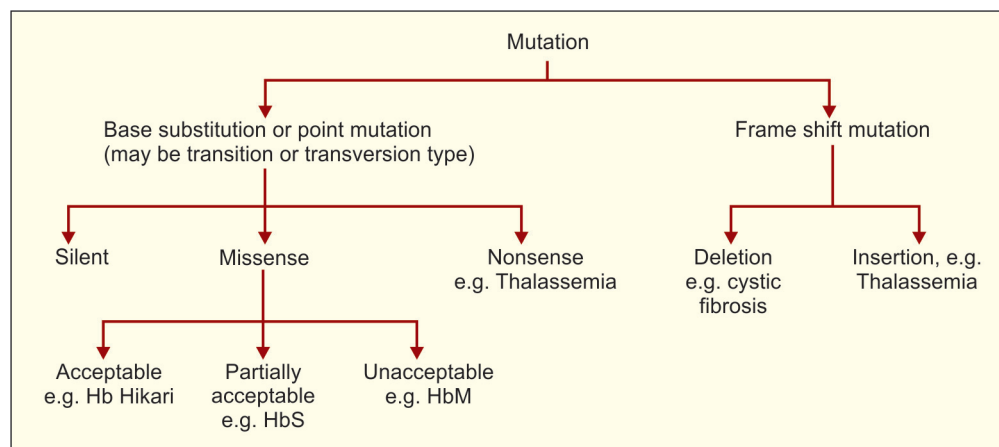 Mutation
Base substitution or point mutation
(may be transition or transversion type)
Frame shift mutation
Silent
Missense
Nonsense
e.g. Thalassemia
Deletion
e.g. cystic
fibrosis
Insertion, e.g.
Thalassemia
Acceptable
e.g. Hb Hikari
Partially
acceptable
e.g. HbS
Unacceptable
e.g. HbM